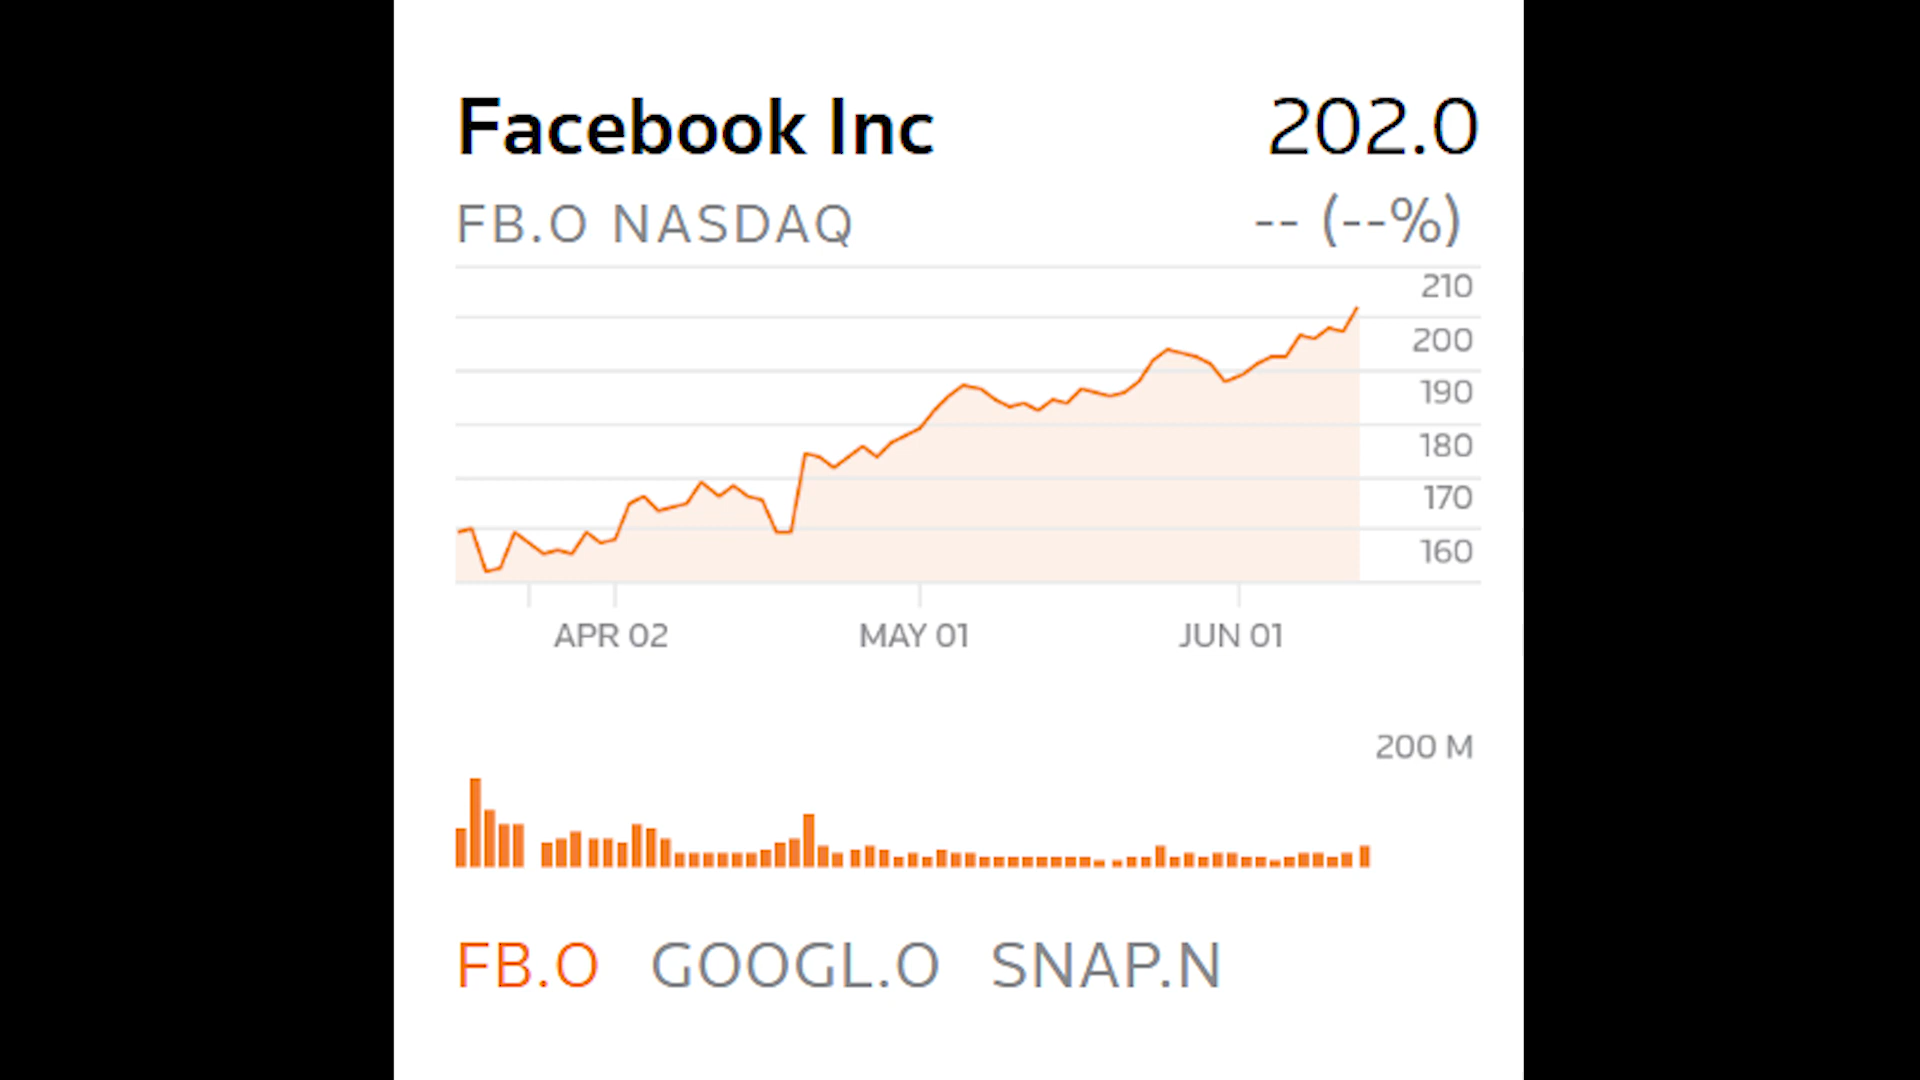 Facebook Inc 202.0
FB.O NASDAQ -- (--%)
210
200
190
180
170
160
APR 02 MAY 01 JUN 01
200 M
FB.O GOOGL.O SNAP.N